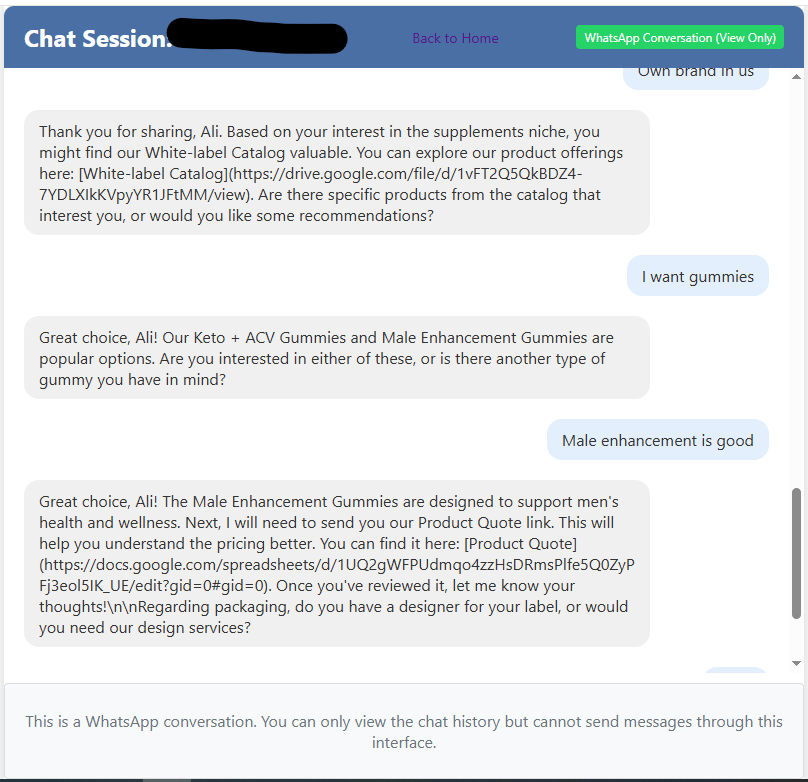 Chat Session:
Back to Home
WhatsApp Conversation (View Only)
Own brand in us
Thank you for sharing, Ali. Based on your interest in the supplements niche, you
might find our White-label Catalog valuable. You can explore our product offerings
here: [White-label Catalog](https://drive.google.com/file/d/1vFT2Q5QkBDZ4-
7YDLXIkKVpyYR1JFtMM/view). Are there specific products from the catalog that
interest you, or would you like some recommendations?
I want gummies
Great choice, Ali! Our Keto + ACV Gummies and Male Enhancement Gummies are
popular options. Are you interested in either of these, or is there another type of
gummy you have in mind?
Male enhancement is good
Great choice, Ali! The Male Enhancement Gummies are designed to support men's
health and wellness. Next, I will need to send you our Product Quote link. This will
help you understand the pricing better. You can find it here: [Product Quote]
(https://docs.google.com/spreadsheets/d/1UQ2gWFPUdmqo4zzHsDRmsPlfe5Q0ZyP
Fj3eol5IK_UE/edit?gid=0#gid=0). Once you've reviewed it, let me know your
thoughts!\n\nRegarding packaging, do you have a designer for your label, or would
you need our design services?
This is a WhatsApp conversation. You can only view the chat history but cannot send messages through this
interface.